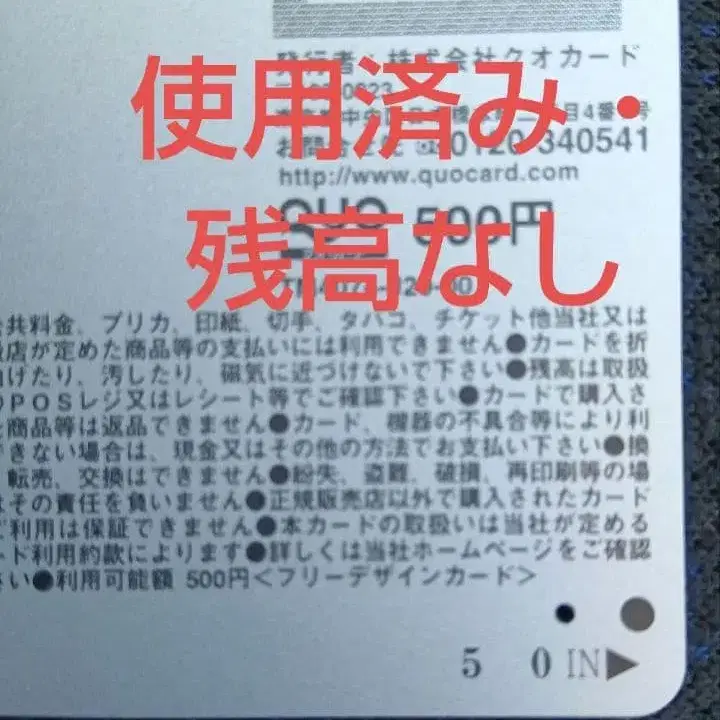 発行者・株式会社クオカード
使用済み・
0120-340541
http://www.quocard.com
QUO 500円
残高なし
公共料金、プリカ、印紙、切手、タバコ、チケット他当社又は
扱店が定めた商品等の支払いには利用できません●カードを折
曲げたり、汚したり、磁気に近づけないで下さい●残高は取扱
のPOSレジ又はレシート等でご確認下さい●カードで購入さ
た商品等は返品できません●カード、機器の不具合等により利
できない場合は、現金又はその他の方法でお支払い下さい●換
、転売、交換はできません●紛失、盗難、破損、再印刷等の場
はその責任を負いません●正規販売店以外で購入されたカード
ご利用は保証できません●本カードの取扱いは当社が定める
ード利用約款によります●詳しくは当社ホームページをご確認
さい●利用可能額 500円<フリーデザインカード>
5 0 IN▶